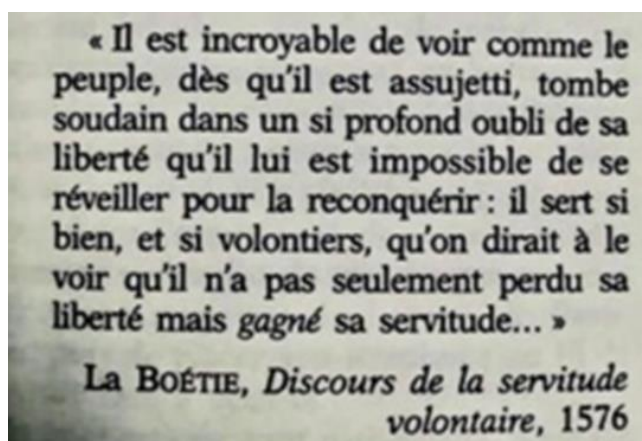 « Il est incroyable de voir comme le
peuple, dès qu'il est assujetti, tombe
soudain dans un si profond oubli de sa
liberté qu'il lui est impossible de se
réveiller pour la reconquérir : il sert si
bien, et si volontiers, qu'on dirait à le
voir qu'il n'a pas seulement perdu sa
liberté mais gagné sa servitude... »
La Boétie, Discours de la servitude
volontaire, 1576